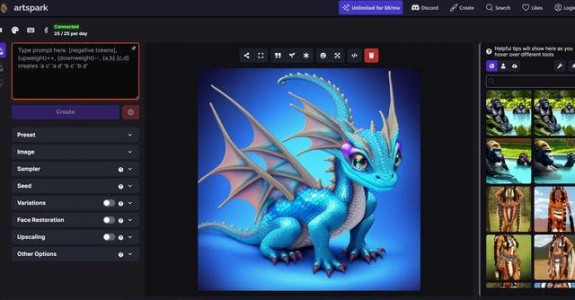 artspark
Unlimited for $9/mo
Discord
Create
Search
Likes
Login
Connected
25 / 25 per day
Type prompt here. [negative tokens],
(upweight)++, (downweight)--, {a,b} {c,d}
creates 'a c' 'a d' 'b c' 'b d'
Create
Preset
Image
Sampler
Seed
Variations
Face Restoration
Upscaling
Other Options
Helpful tips will show here as you
hover over different tools